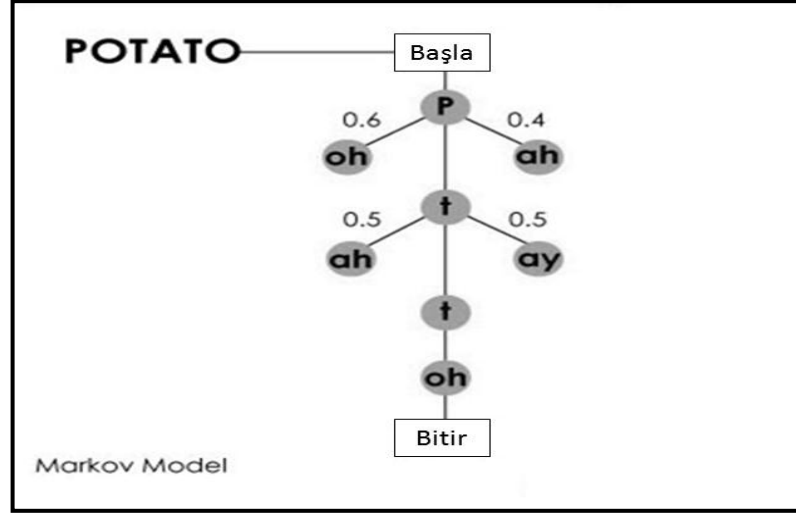 POTATO Başla
P
0.6 0.4
oh ah
t
0.5 0.5
ah ay
t
oh
Bitir
Markov Model